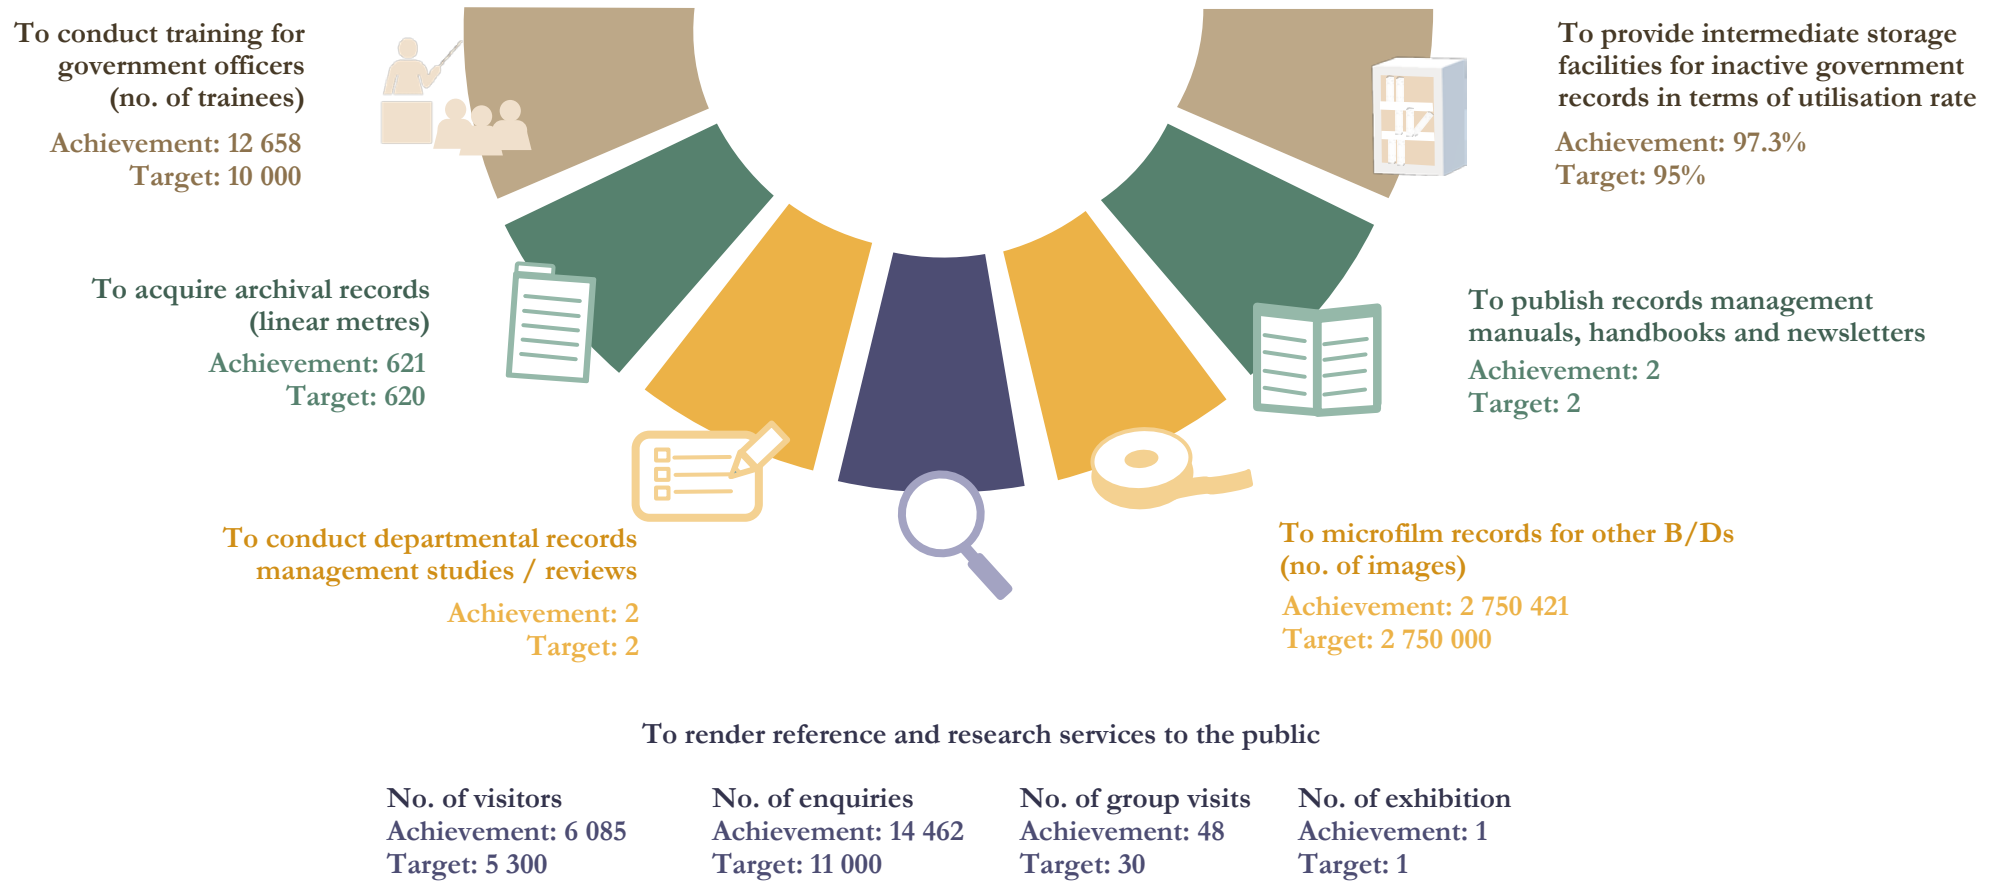 To conduct training for
government officers
(no. of trainees)
Achievement: 12 658
Target: 10 000
To acquire archival records
(linear metres)
Achievement: 621
Target: 620
To conduct departmental records
management studies / reviews
Achievement: 2
Target: 2
To provide intermediate storage
facilities for inactive government
records in terms of utilisation rate
Achievement: 97.3%
Target: 95%
To publish records management
manuals, handbooks and newsletters
Achievement: 2
Target: 2
To microfilm records for other B/Ds
(no. of images)
Achievement: 2 750 421
Target: 2 750 000
To render reference and research services to the public
No. of visitors
Achievement: 6 085
Target: 5 300
No. of enquiries
Achievement: 14 462
Target: 11 000
No. of group visits
Achievement: 48
Target: 30
No. of exhibition
Achievement: 1
Target: 1